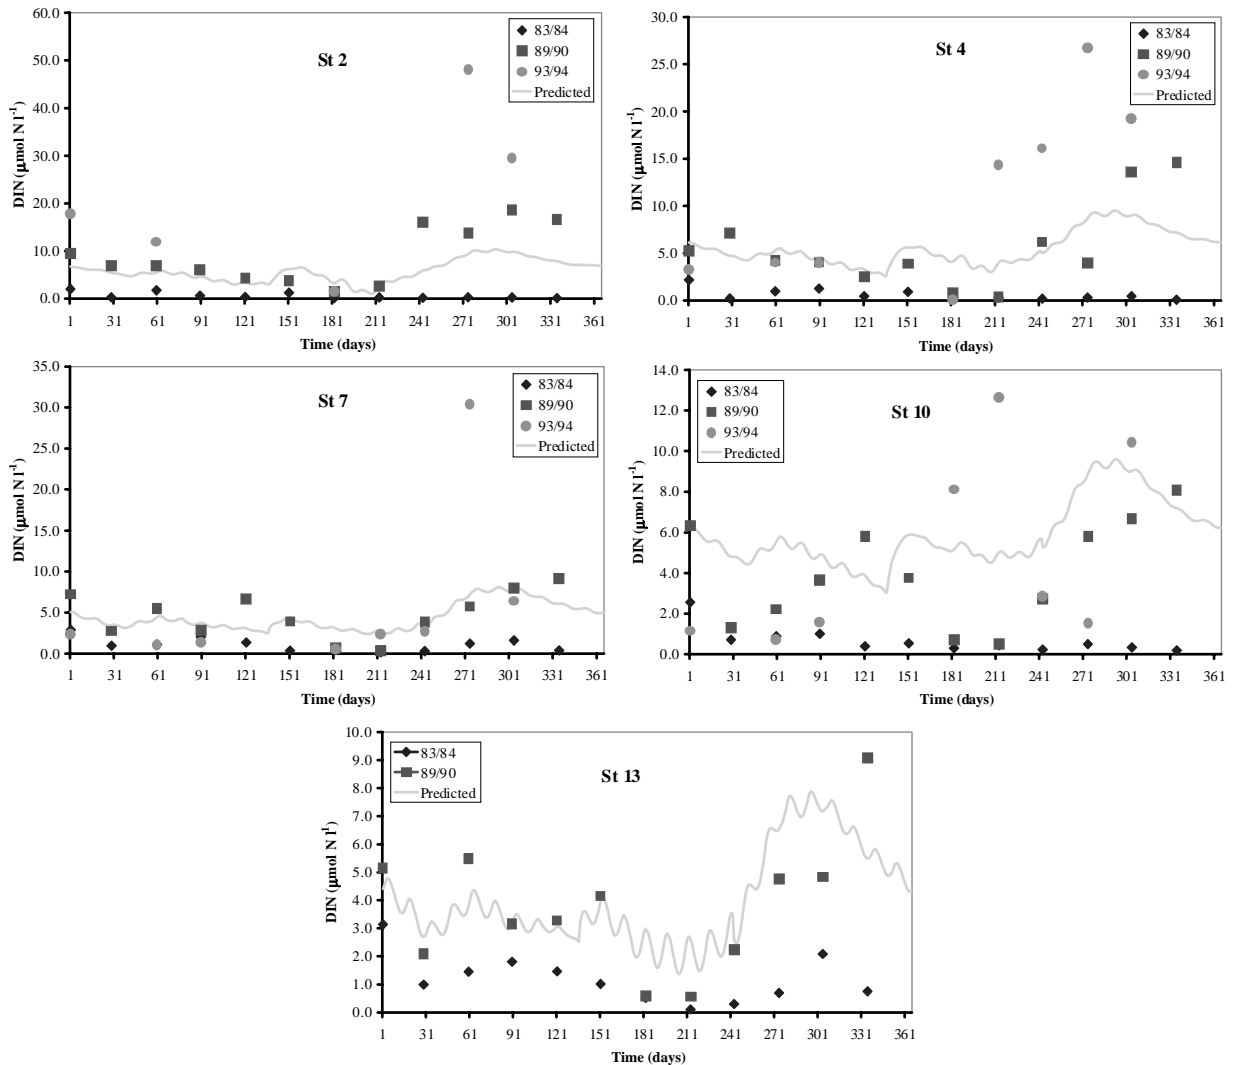 60.0
50.0
40.0
30.0
20.0
10.0
0.0
DIN (µmol N l⁻¹)
St 2
83/84
89/90
93/94
Predicted
1 31 61 91 121 151 181 211 241 271 301 331 361
Time (days)
30.0
25.0
20.0
15.0
10.0
5.0
0.0
DIN (µmol N l⁻¹)
St 4
83/84
89/90
93/94
Predicted
1 31 61 91 121 151 181 211 241 271 301 331 361
Time (days)
35.0
30.0
25.0
20.0
15.0
10.0
5.0
0.0
DIN (µmol N l⁻¹)
St 7
83/84
89/90
93/94
Predicted
1 31 61 91 121 151 181 211 241 271 301 331 361
Time (days)
14.0
12.0
10.0
8.0
6.0
4.0
2.0
0.0
DIN (µmol N l⁻¹)
St 10
83/84
89/90
93/94
Predicted
1 31 61 91 121 151 181 211 241 271 301 331 361
Time (days)
10.0
9.0
8.0
7.0
6.0
5.0
4.0
3.0
2.0
1.0
0.0
DIN (µmol N l⁻¹)
St 13
83/84
89/90
Predicted
1 31 61 91 121 151 181 211 241 271 301 331 361
Time (days)